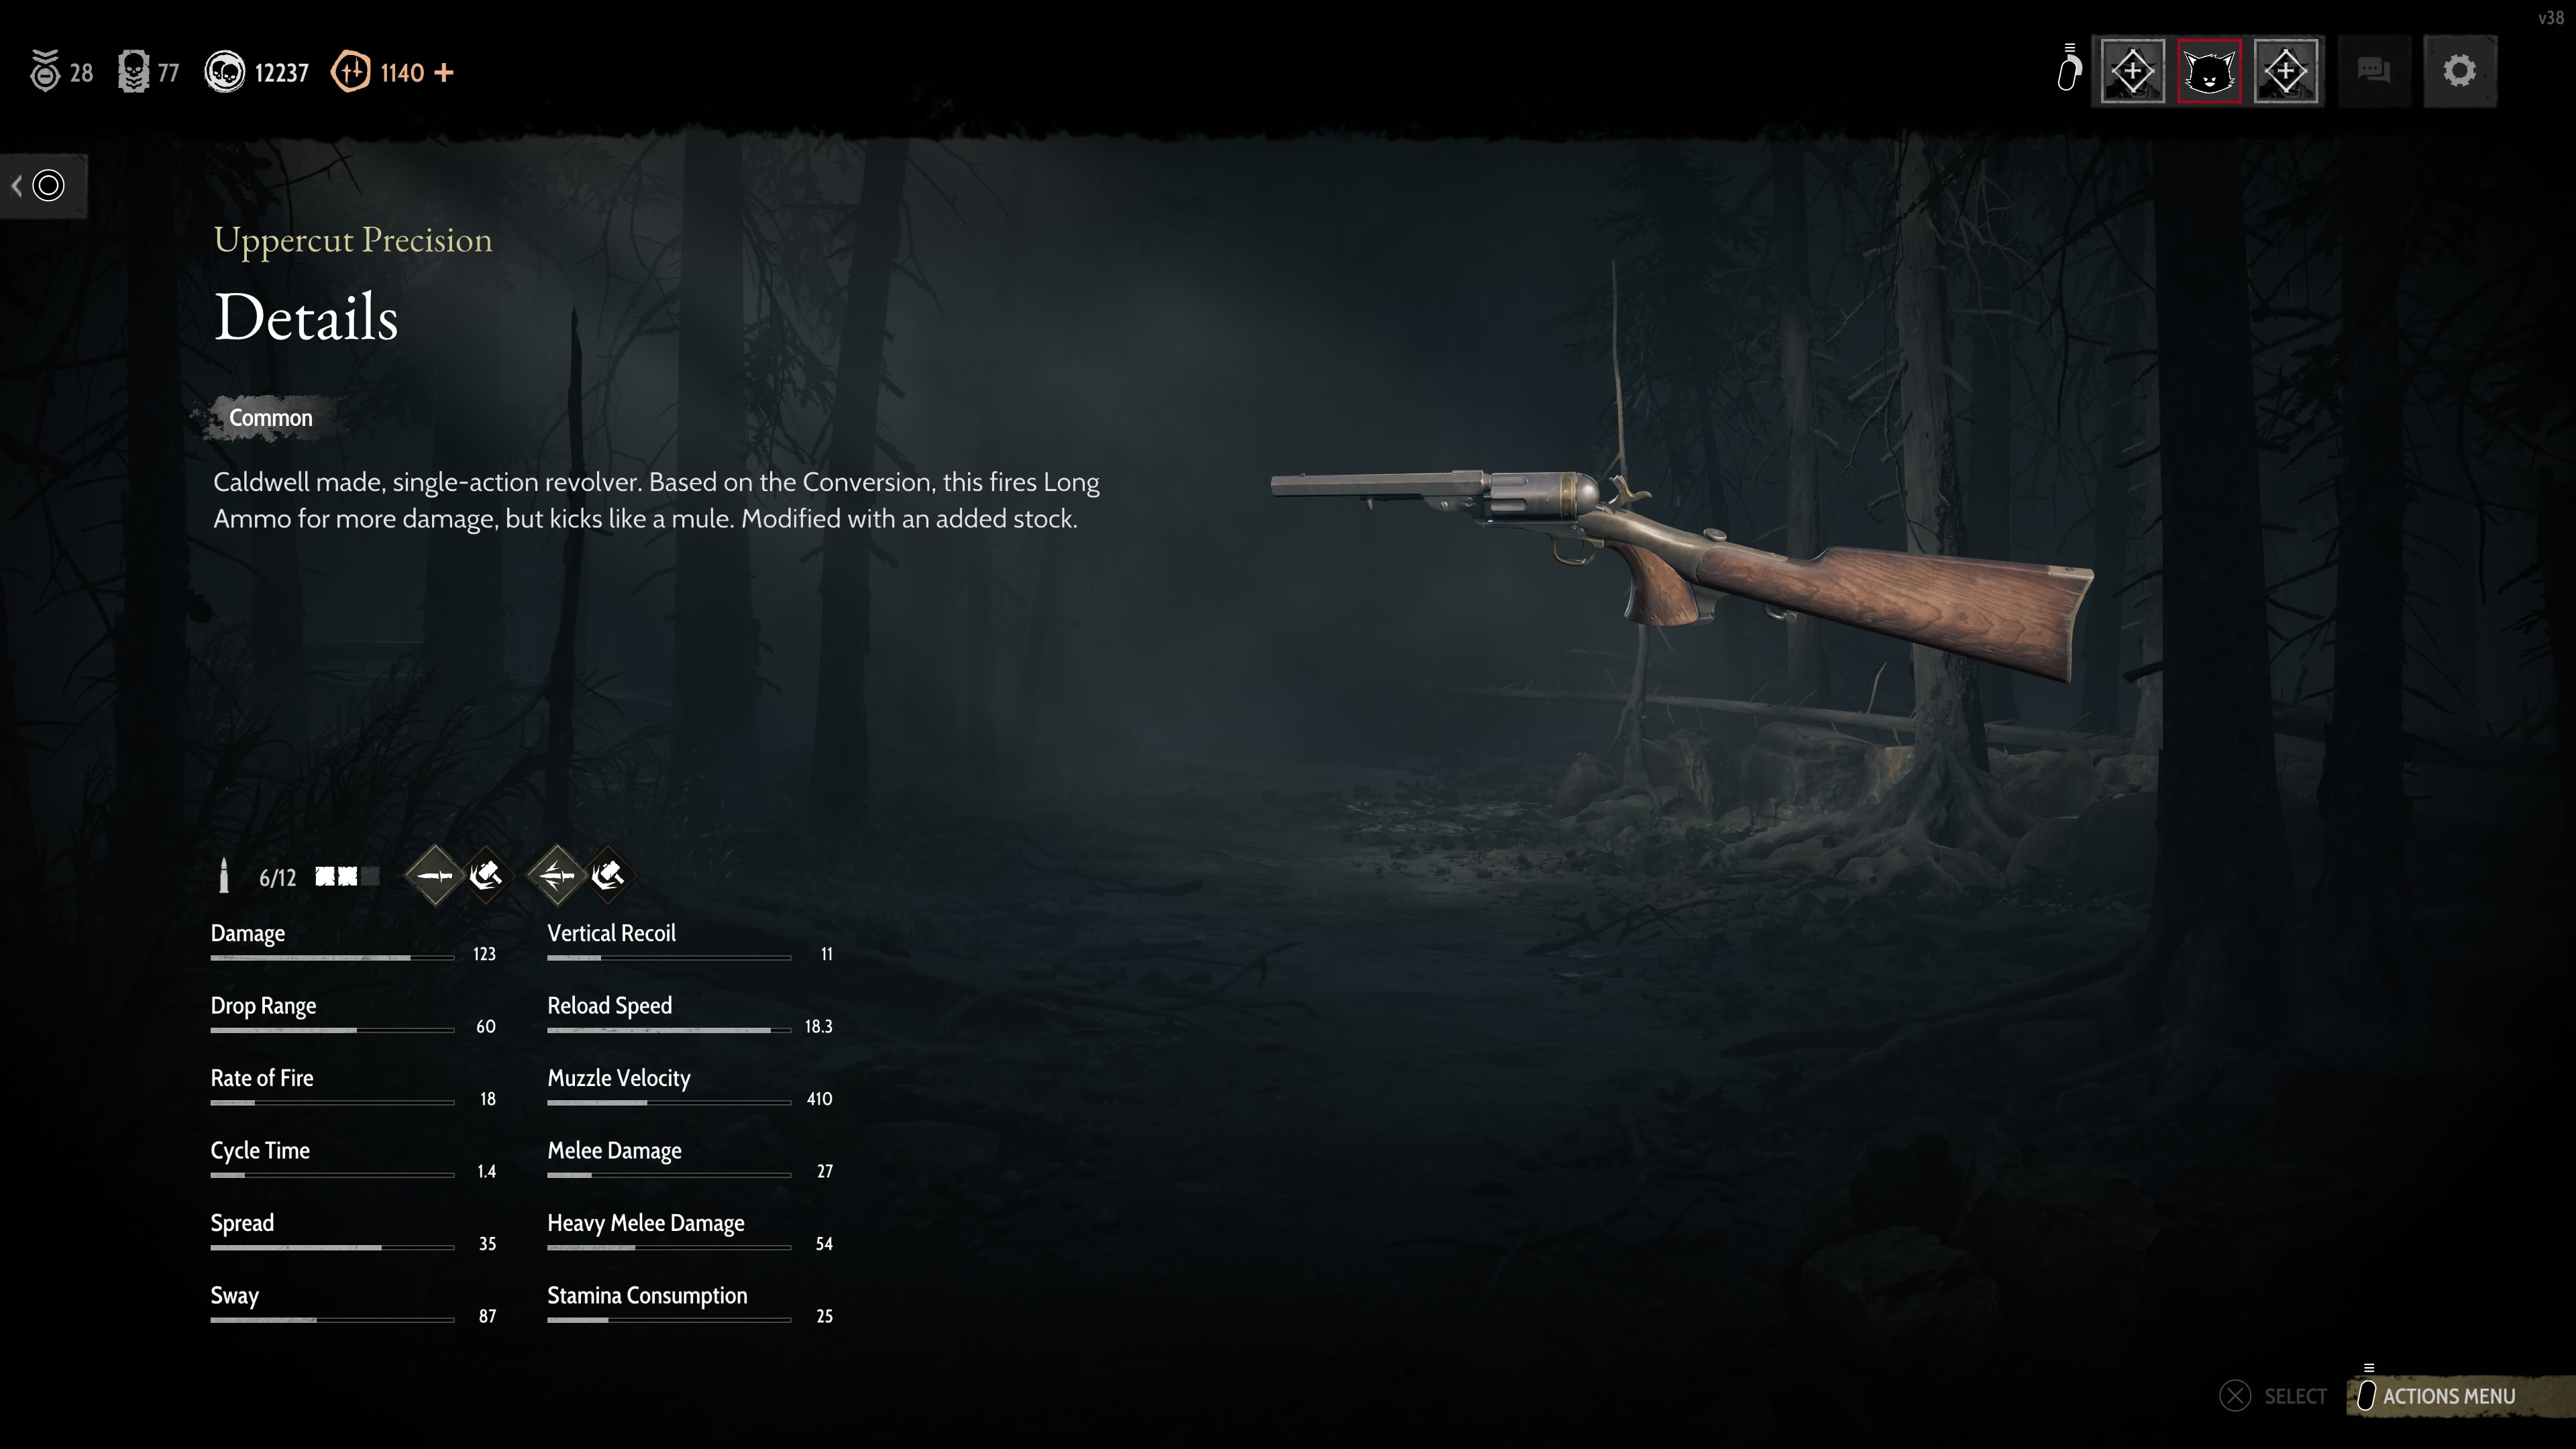 v38
28 77 12237 1140 +
Uppercut Precision
Details
Common
Caldwell made, single-action revolver. Based on the Conversion, this fires Long
Ammo for more damage, but kicks like a mule. Modified with an added stock.
6/12
Damage 123
Vertical Recoil 11
Drop Range 60
Reload Speed 18.3
Rate of Fire 18
Muzzle Velocity 410
Cycle Time 1.4
Melee Damage 27
Spread 35
Heavy Melee Damage 54
Sway 87
Stamina Consumption 25
SELECT
ACTIONS MENU